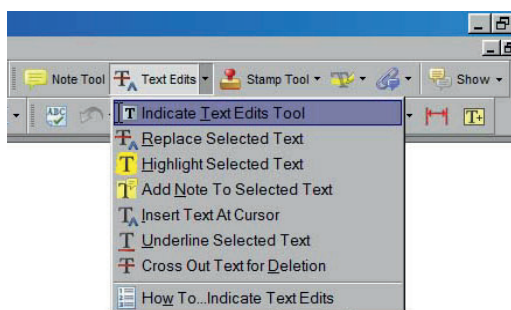 Note Tool Text Edits Stamp Tool Show
Indicate Text Edits Tool
Replace Selected Text
Highlight Selected Text
Add Note To Selected Text
Insert Text At Cursor
Underline Selected Text
Cross Out Text for Deletion
How To...Indicate Text Edits